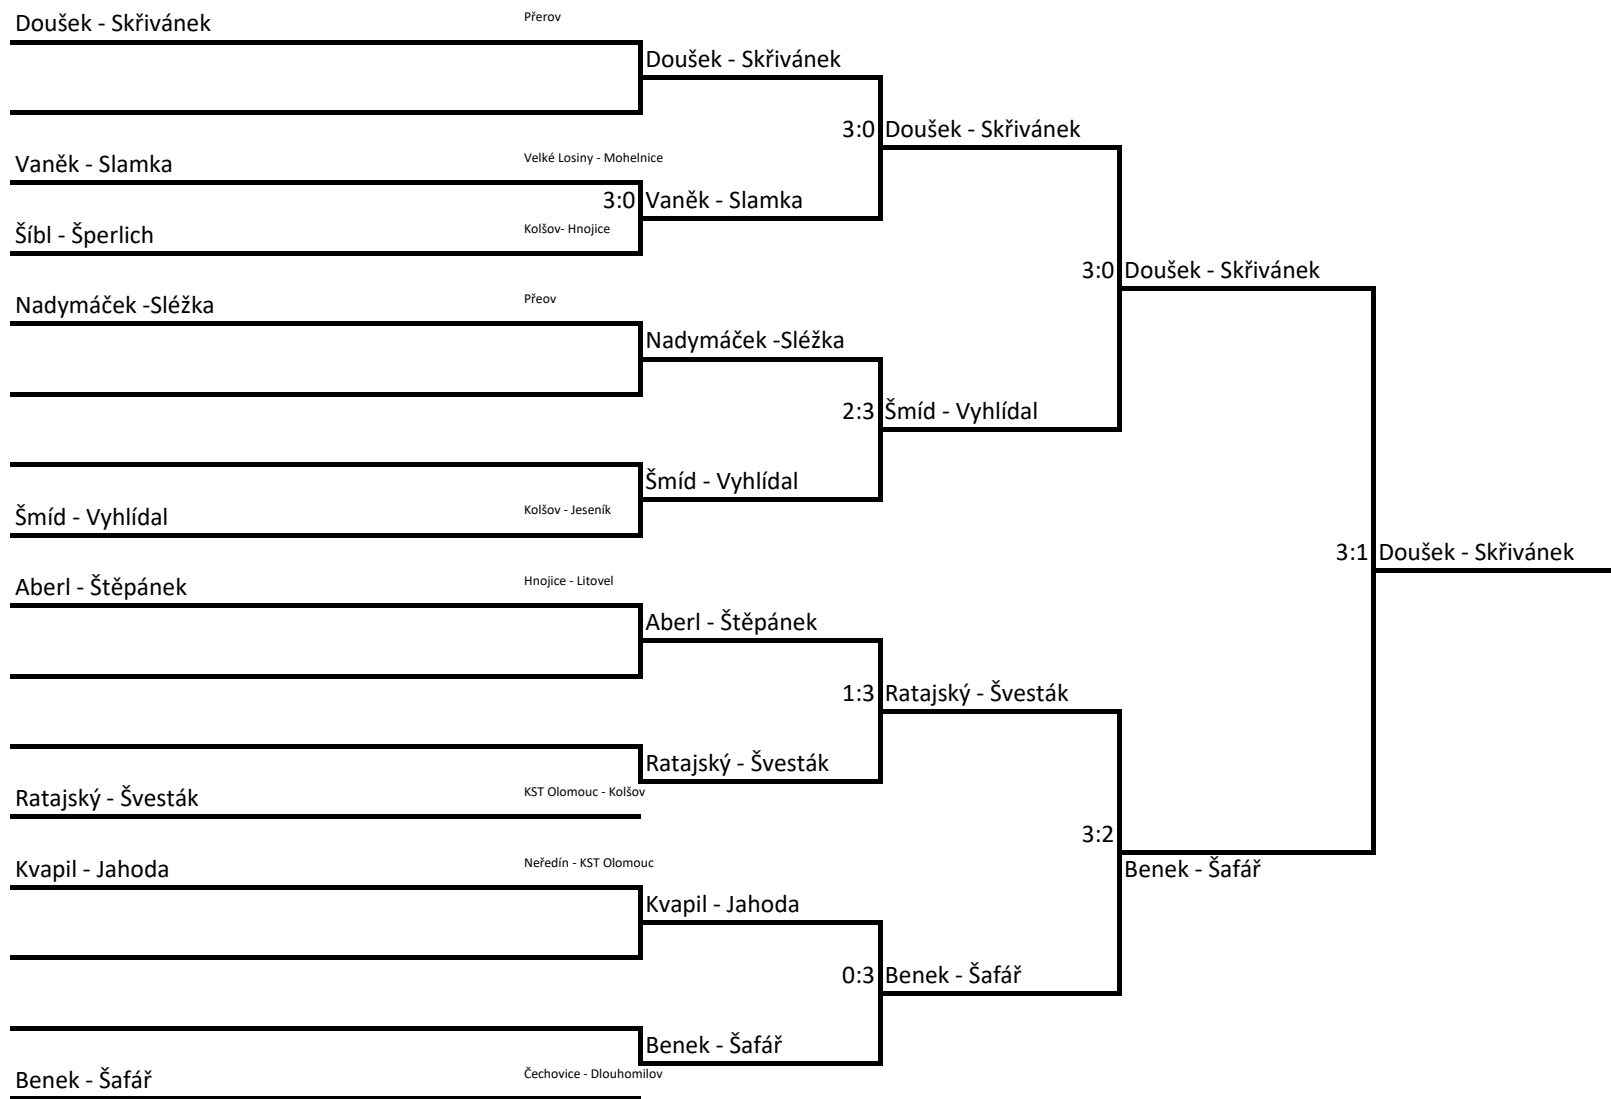 Doušek - Skřivánek
Přerov
Doušek - Skřivánek
3:0 Doušek - Skřivánek
Vaněk - Slamka
Velké Losiny - Mohelnice
3:0 Vaněk - Slamka
Šíbl - Šperlich
Kolšov- Hnojice
3:0 Doušek - Skřivánek
Nadymáček -Sléžka
Přeov
Nadymáček -Sléžka
2:3 Šmíd - Vyhlídal
Šmíd - Vyhlídal
Šmíd - Vyhlídal
Kolšov - Jeseník
3:1 Doušek - Skřivánek
Aberl - Štěpánek
Hnojice - Litovel
Aberl - Štěpánek
1:3 Ratajský - Švesták
Ratajský - Švesták
Ratajský - Švesták
KST Olomouc - Kolšov
3:2
Benek - Šafář
Kvapil - Jahoda
Neředín - KST Olomouc
Kvapil - Jahoda
0:3 Benek - Šafář
Benek - Šafář
Benek - Šafář
Čechovice - Dlouhomilov